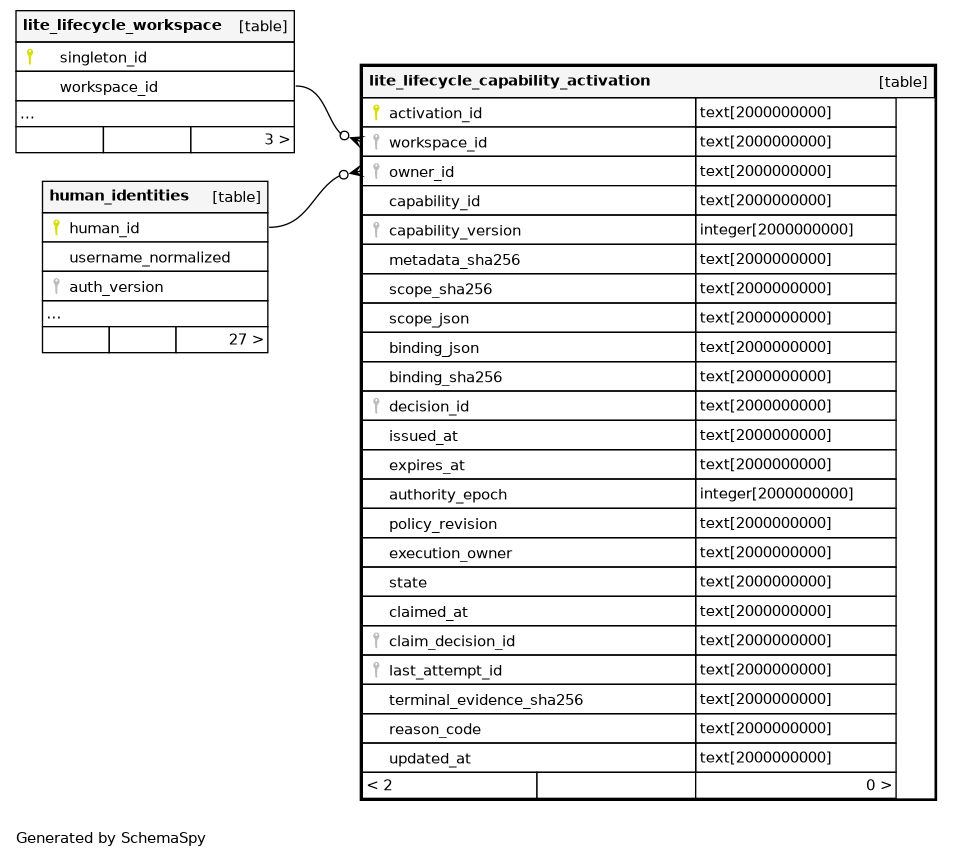 lite_lifecycle_workspace [table]
singleton_id
workspace_id
...
3 >
human_identities [table]
human_id
username_normalized
auth_version
...
27 >
lite_lifecycle_capability_activation [table]
activation_id text[2000000000]
workspace_id text[2000000000]
owner_id text[2000000000]
capability_id text[2000000000]
capability_version integer[2000000000]
metadata_sha256 text[2000000000]
scope_sha256 text[2000000000]
scope_json text[2000000000]
binding_json text[2000000000]
binding_sha256 text[2000000000]
decision_id text[2000000000]
issued_at text[2000000000]
expires_at text[2000000000]
authority_epoch integer[2000000000]
policy_revision text[2000000000]
execution_owner text[2000000000]
state text[2000000000]
claimed_at text[2000000000]
claim_decision_id text[2000000000]
last_attempt_id text[2000000000]
terminal_evidence_sha256 text[2000000000]
reason_code text[2000000000]
updated_at text[2000000000]
< 2 0 >
Generated by SchemaSpy